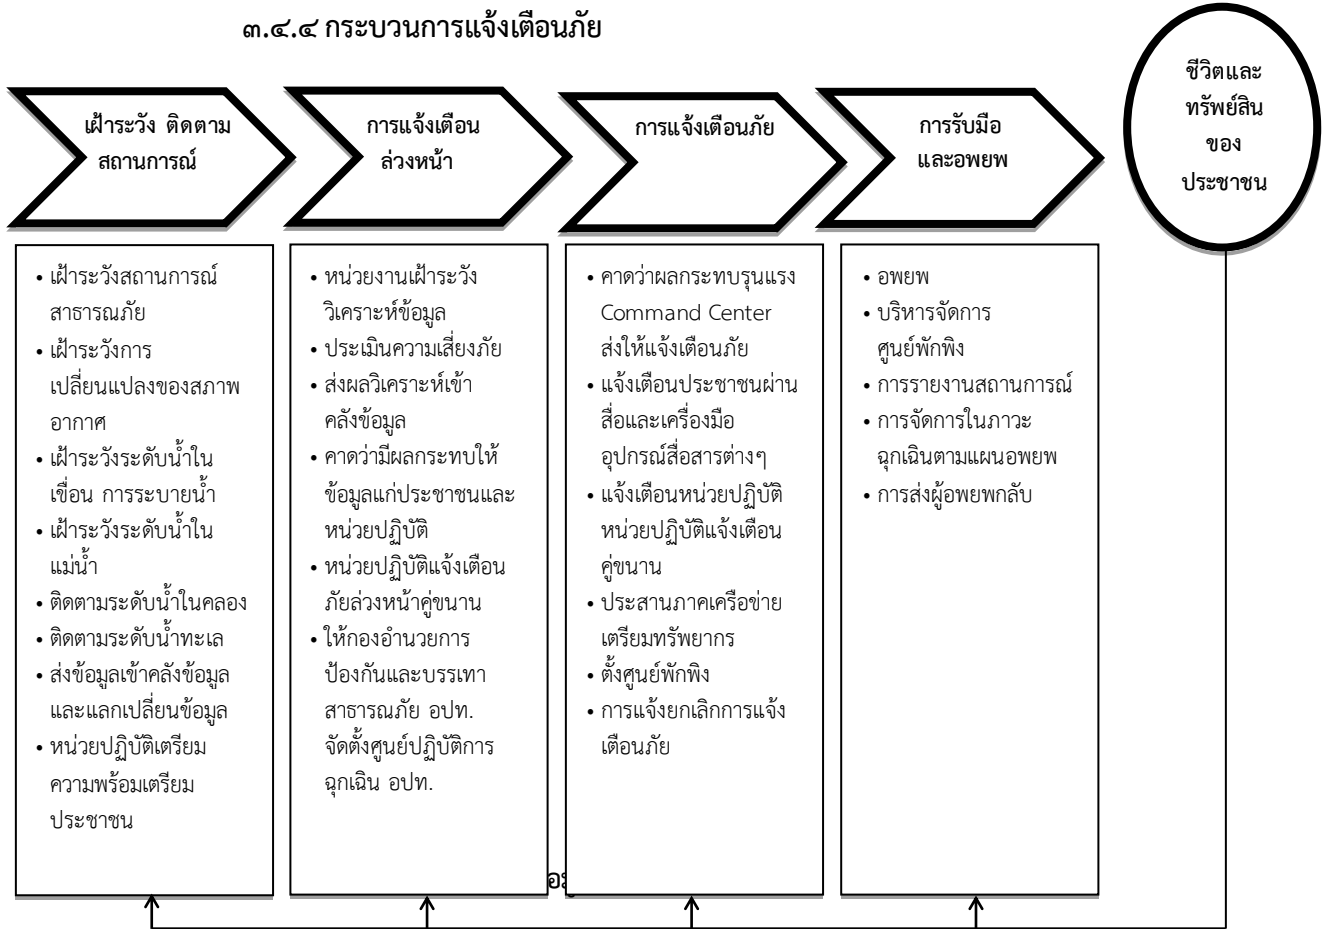 ๓.๔.๔ กระบวนการแจ้งเตือนภัย
เฝ้าระวัง ติดตาม
สถานการณ์
การแจ้งเตือน
ล่วงหน้า
การแจ้งเตือนภัย
การรับมือ
และอพยพ
ชีวิตและ
ทรัพย์สิน
ของ
ประชาชน
• เฝ้าระวังสถานการณ์
สาธารณภัย
• เฝ้าระวังการ
เปลี่ยนแปลงของสภาพ
อากาศ
• เฝ้าระวังระดับน้ำใน
เขื่อน การระบายน้ำ
• เฝ้าระวังระดับน้ำใน
แม่น้ำ
• ติดตามระดับน้ำในคลอง
• ติดตามระดับน้ำทะเล
• ส่งข้อมูลเข้าคลังข้อมูล
และแลกเปลี่ยนข้อมูล
• หน่วยปฏิบัติเตรียม
ความพร้อมเตรียม
ประชาชน
• หน่วยงานเฝ้าระวัง
วิเคราะห์ข้อมูล
• ประเมินความเสี่ยงภัย
• ส่งผลวิเคราะห์เข้า
คลังข้อมูล
• คาดว่ามีผลกระทบให้
ข้อมูลแก่ประชาชนและ
หน่วยปฏิบัติ
• หน่วยปฏิบัติแจ้งเตือน
ภัยล่วงหน้าคู่ขนาน
• ให้กองอำนวยการ
ป้องกันและบรรเทา
สาธารณภัย อปท.
จัดตั้งศูนย์ปฏิบัติการ
ฉุกเฉิน อปท.
• คาดว่าผลกระทบรุนแรง
Command Center
ส่งให้แจ้งเตือนภัย
• แจ้งเตือนประชาชนผ่าน
สื่อและเครื่องมือ
อุปกรณ์สื่อสารต่างๆ
• แจ้งเตือนหน่วยปฏิบัติ
หน่วยปฏิบัติแจ้งเตือน
คู่ขนาน
• ประสานภาคเครือข่าย
เตรียมทรัพยากร
• ตั้งศูนย์พักพิง
• การแจ้งยกเลิกการแจ้ง
เตือนภัย
• อพยพ
• บริหารจัดการ
ศูนย์พักพิง
• การรายงานสถานการณ์
• การจัดการในภาวะ
ฉุกเฉินตามแผนอพยพ
• การส่งผู้อพยพกลับ